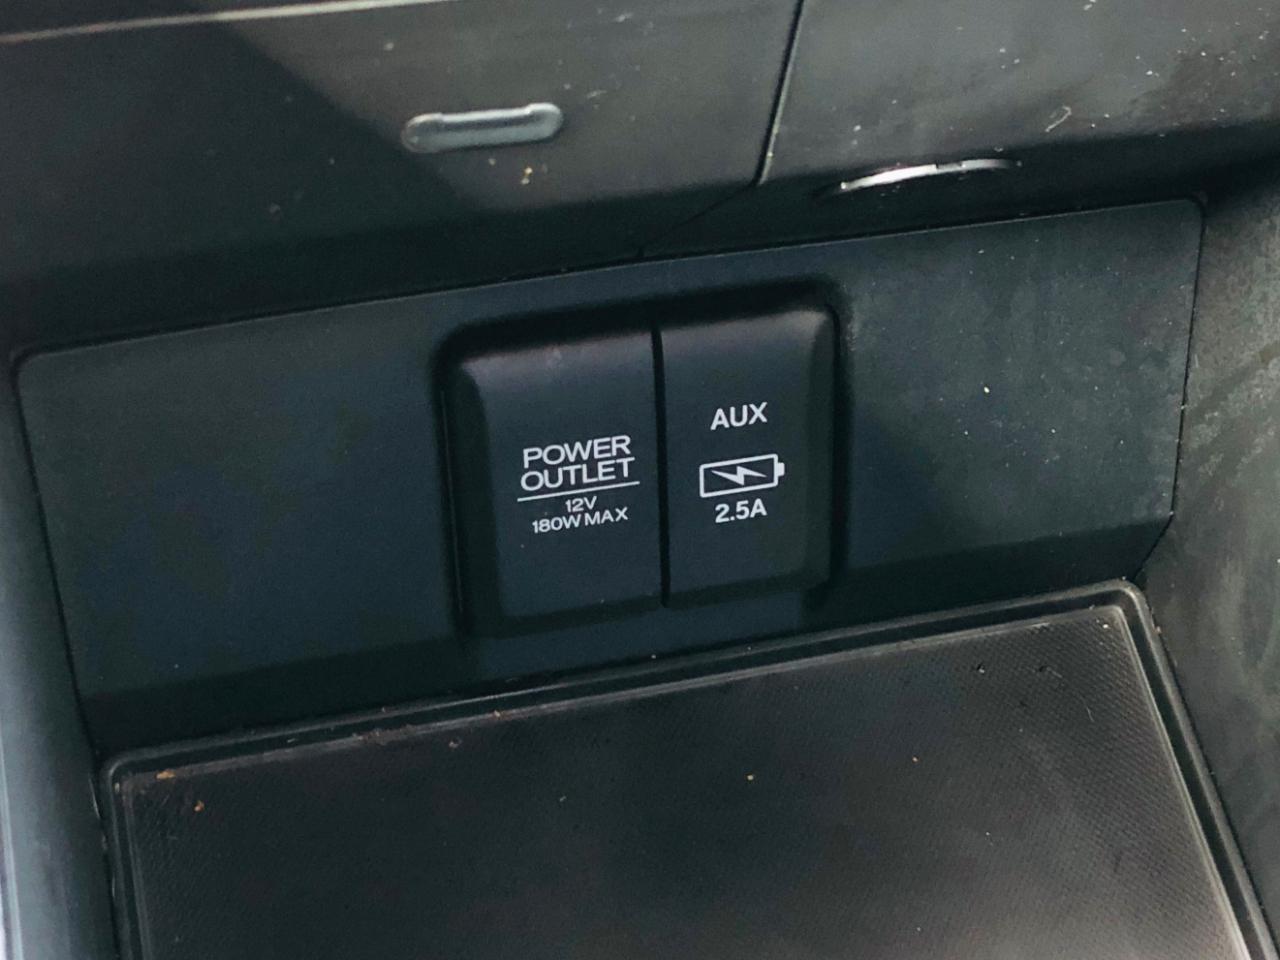 POWER
OUTLET
12V
180W MAX
AUX
2.5A